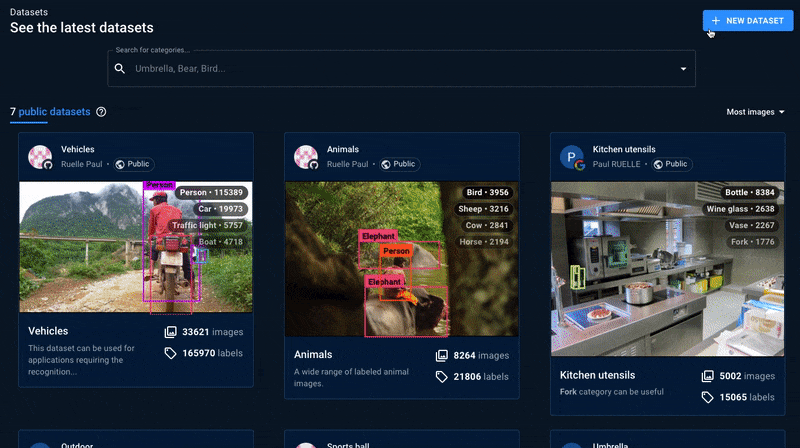 Datasets
See the latest datasets
NEW DATASET
Search for categories...
Umbrella, Bear, Bird...
7 public datasets
Most images
Vehicles
Ruelle Paul • Public
Person
Person • 115389
Car • 19973
Traffic light • 5757
Boat • 4718
Vehicles
This dataset can be used for
applications requiring the
recognition...
33621 images
165970 labels
Animals
Ruelle Paul • Public
Bird • 3956
Sheep • 3216
Cow • 2841
Horse • 2194
Elephant
Person
Elephant
Animals
A wide range of labeled animal
images.
8264 images
21806 labels
P
Kitchen utensils
Paul RUELLE • Public
Bottle • 8384
Wine glass • 2638
Vase • 2267
Fork • 1776
Kitchen utensils
Fork category can be useful
5002 images
15065 labels
Outdoor
Sports ball
Umbrella